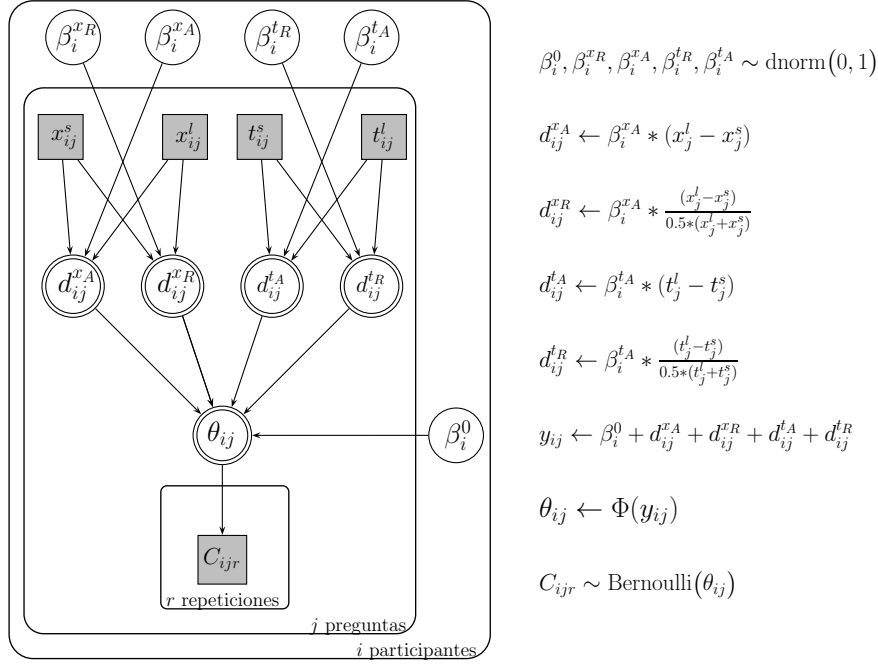 β_i^{x_R} β_i^{x_A} β_i^{t_R} β_i^{t_A}
x_{ij}^s x_{ij}^l t_{ij}^s t_{ij}^l
d_{ij}^{x_A} d_{ij}^{x_R} d_{ij}^{t_A} d_{ij}^{t_R}
θ_{ij} β_i^0
C_{ijr}
r repeticiones
j preguntas
i participantes
β_i^0, β_i^{x_R}, β_i^{x_A}, β_i^{t_R}, β_i^{t_A} ∼ dnorm(0, 1)
d_{ij}^{x_A} ← β_i^{x_A} ∗ (x_j^l − x_j^s)
d_{ij}^{x_R} ← β_i^{x_A} ∗ (x_j^l−x_j^s)/0.5∗(x_j^l+x_j^s)
d_{ij}^{t_A} ← β_i^{t_A} ∗ (t_j^l − t_j^s)
d_{ij}^{t_R} ← β_i^{t_A} ∗ (t_j^l−t_j^s)/0.5∗(t_j^l+t_j^s)
y_{ij} ← β_i^0 + d_{ij}^{x_A} + d_{ij}^{x_R} + d_{ij}^{t_A} + d_{ij}^{t_R}
θ_{ij} ← Φ(y_{ij})
C_{ijr} ∼ Bernoulli(θ_{ij})